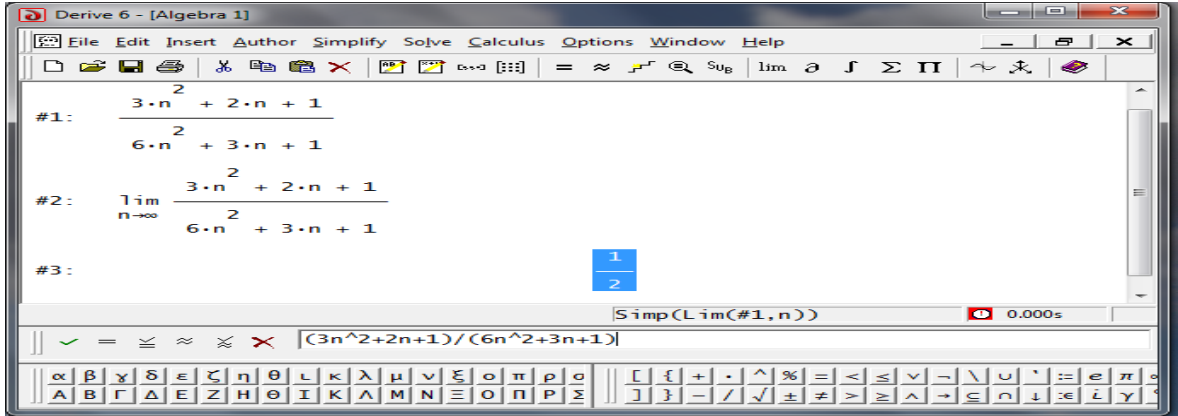 Derive 6 - [Algebra 1]
File Edit Insert Author Simplify Solve Calculus Options Window Help
= ≈ Sub lim ∂ ∫ Σ Π
#1: (3·n^2 + 2·n + 1)/(6·n^2 + 3·n + 1)
#2: lim n→∞ (3·n^2 + 2·n + 1)/(6·n^2 + 3·n + 1)
#3: 1/2
Simp(Lim(#1,n)) 0.000s
(3n^2+2n+1)/(6n^2+3n+1)
α β γ δ ε ζ η θ ι κ λ μ ν ξ ο π ρ σ [ { + · ^ % = < ≤ ∨ ¬ \ ∪ ` := e π
Α Β Γ Δ Ε Ζ Η Θ Ι Κ Λ Μ Ν Ξ Ο Π Ρ Σ ] } − / √ ± ≠ > ≥ ∧ → ⊆ ∩ ↓ :∈ i γ